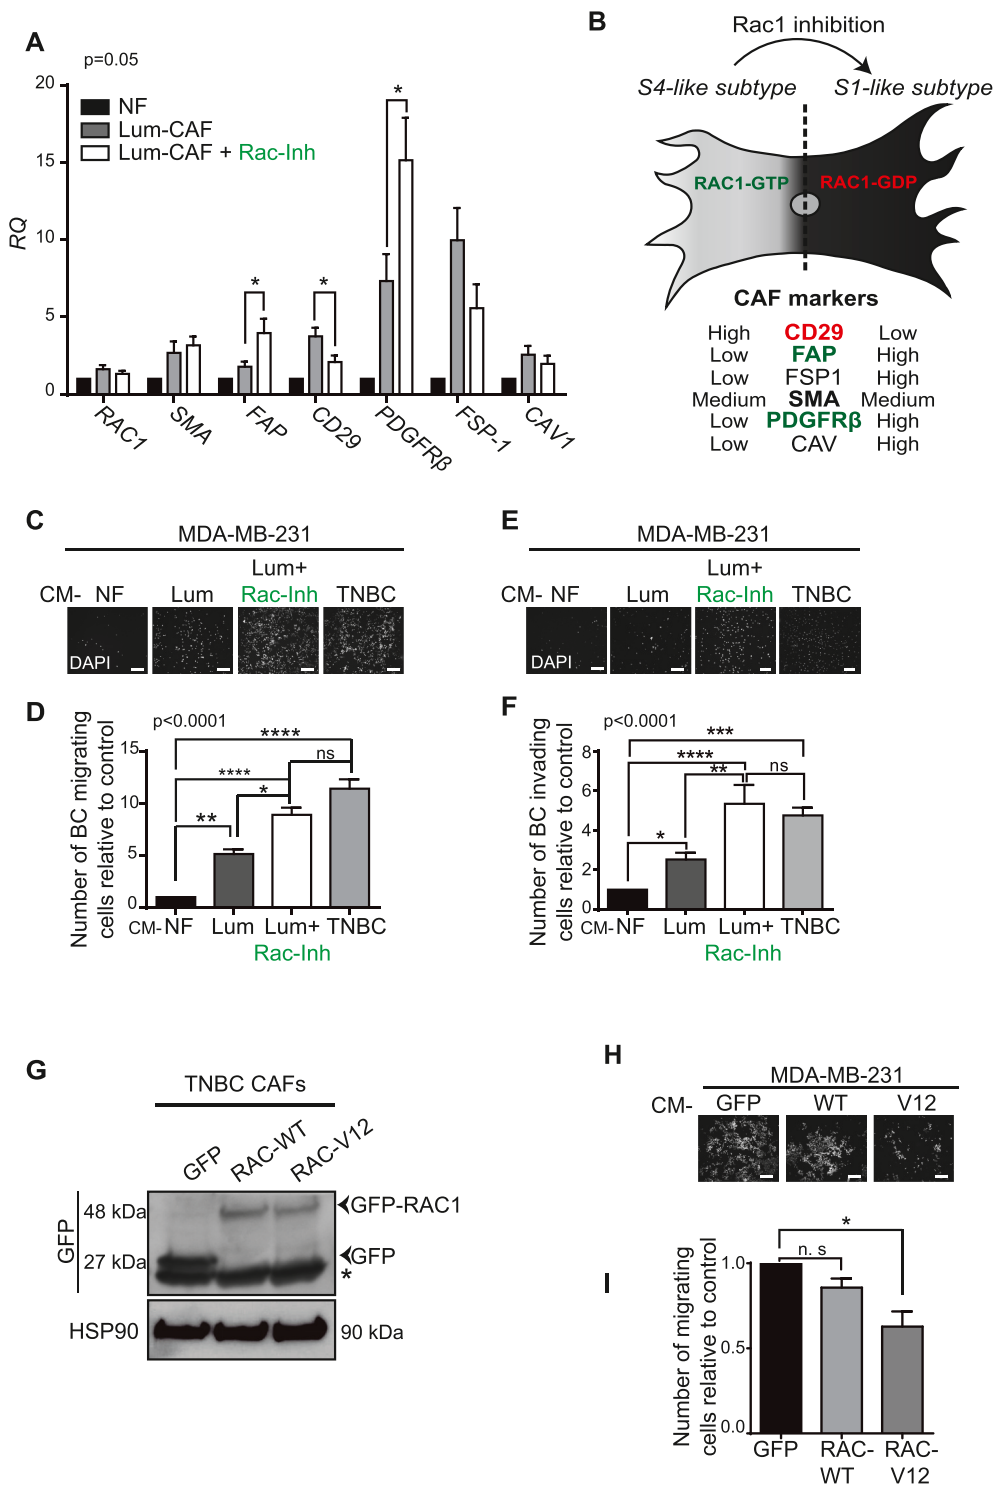 A
p=0.05
20
15
10
5
0
RQ
NF
Lum-CAF
Lum-CAF + Rac-Inh
*
*
*
RAC1
SMA
FAP
CD29
PDGFRβ
FSP-1
CAV1
B
Rac1 inhibition
S4-like subtype
S1-like subtype
RAC1-GTP
RAC1-GDP
CAF markers
High CD29 Low
Low FAP High
Low FSP1 High
Medium SMA Medium
Low PDGFRβ High
Low CAV High
C
MDA-MB-231
Lum+
CM- NF Lum Rac-Inh TNBC
DAPI
E
MDA-MB-231
Lum+
CM- NF Lum Rac-Inh TNBC
DAPI
D
Number of BC migrating
cells relative to control
p<0.0001
15
10
5
0
****
ns
****
*
**
CM-NF Lum Lum+ TNBC
Rac-Inh
F
Number of BC invading
cells relative to control
p<0.0001
8
6
4
2
0
***
****
**
ns
*
CM-NF Lum Lum+ TNBC
Rac-Inh
G
TNBC CAFs
GFP
RAC-WT
RAC-V12
GFP
48 kDa
27 kDa
GFP-RAC1
GFP
*
HSP90
90 kDa
H
MDA-MB-231
CM- GFP WT V12
I
Number of migrating
cells relative to control
1.0
0.5
0.0
*
n. s
GFP RAC- RAC-
WT V12